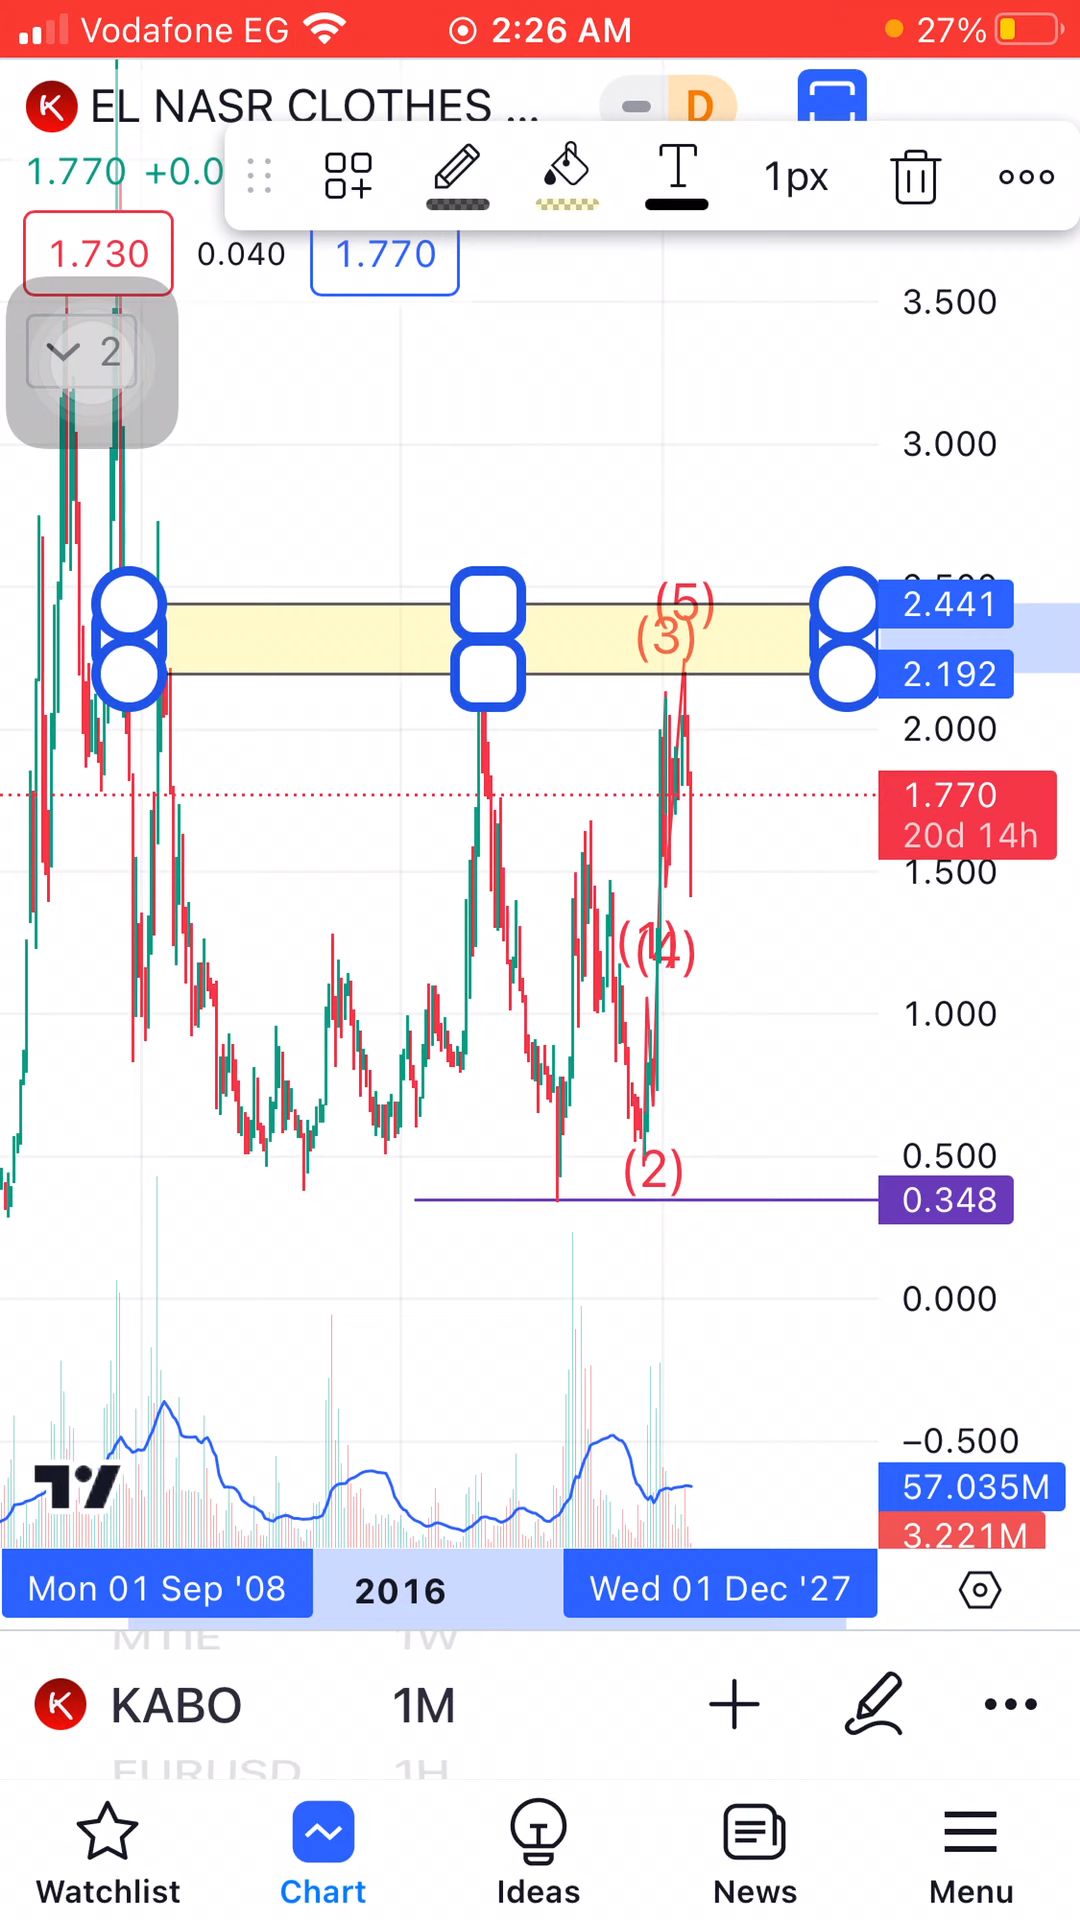 Vodafone EG
2:26 AM
27%
EL NASR CLOTHES ...
D
1.770 +0.0
1px
1.730
0.040
1.770
2
3.500
3.000
(5)
2.441
(3)
2.192
2.000
1.770
20d 14h
1.500
(4)
1.000
0.500
(2)
0.348
0.000
−0.500
57.035M
3.221M
Mon 01 Sep '08
2016
Wed 01 Dec '27
1W
KABO
1M
EURUSD
1H
Watchlist
Chart
Ideas
News
Menu